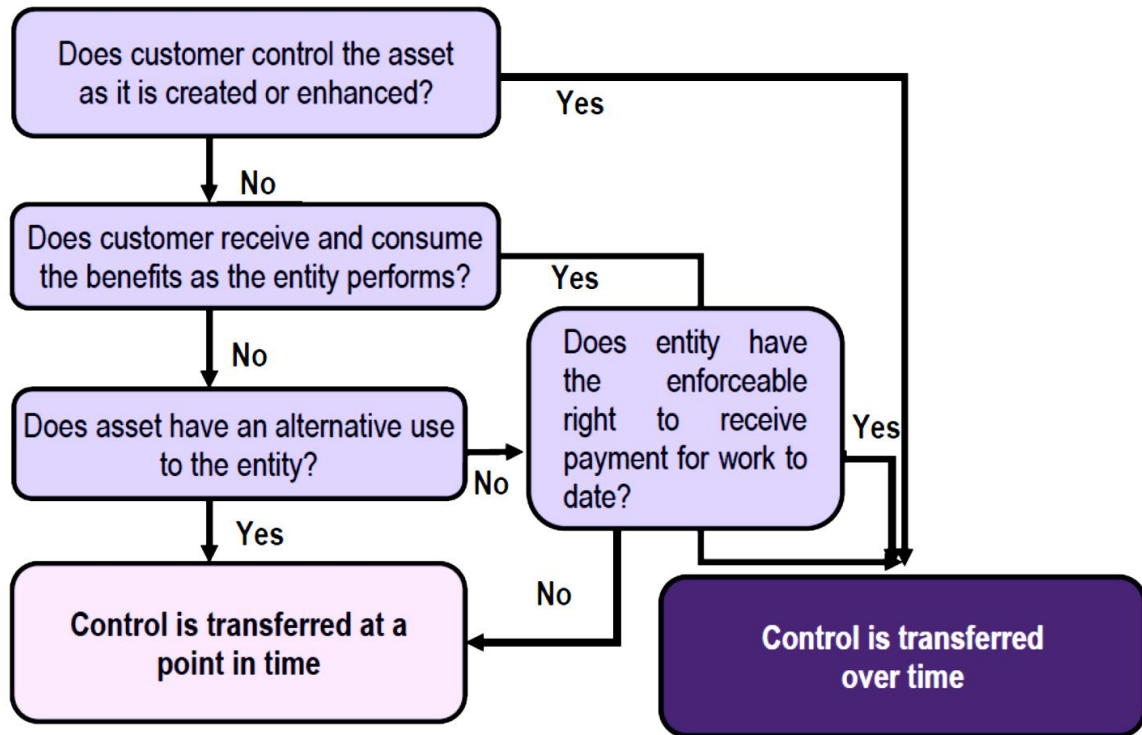 Does customer control the asset
as it is created or enhanced?
Yes
No
Does customer receive and consume
the benefits as the entity performs?
Yes
No
Does entity have
the enforceable
right to receive
payment for work to
date?
Yes
Does asset have an alternative use
to the entity?
No
Yes
No
Control is transferred at a
point in time
Control is transferred
over time